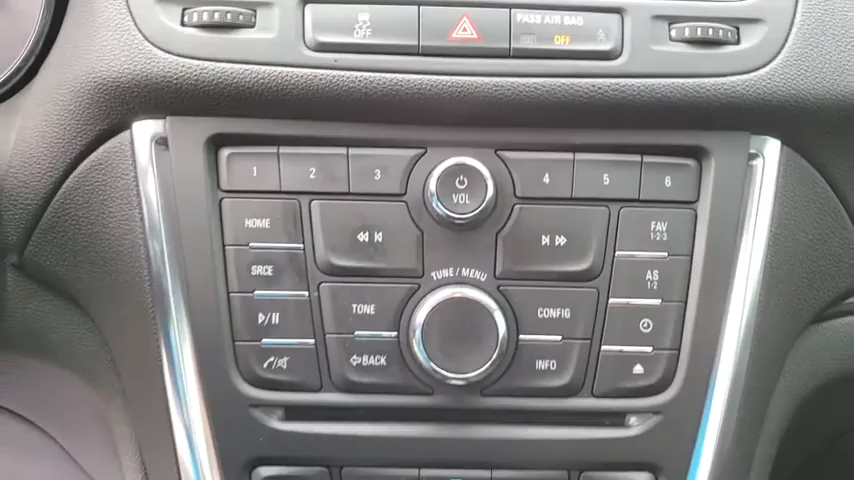 OFF
PASS AIR BAG
OFF
1
2
3
4
5
6
VOL
HOME
FAV
1-2-3
SRCE
TUNE / MENU
AS
1-2
TONE
CONFIG
BACK
INFO